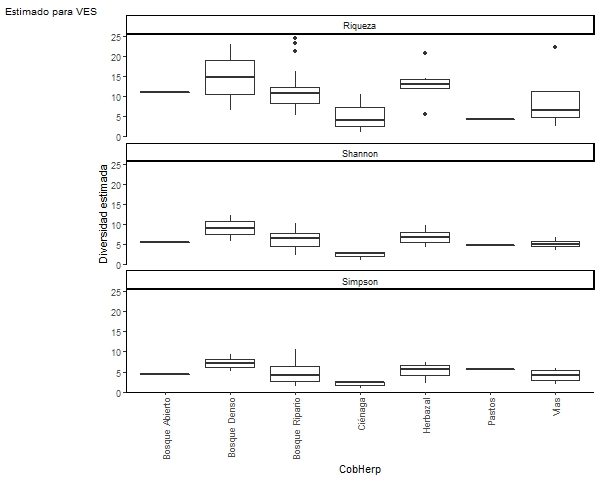 Estimado para VES
Riqueza
25
20
15
10
5
0
Shannon
25
20
15
10
5
0
Simpson
25
20
15
10
5
0
Diversidad estimada
Bosque Abierto
Bosque Denso
Bosque Ripario
Ciénaga
Herbazal
Pastos
Vías
CobHerp